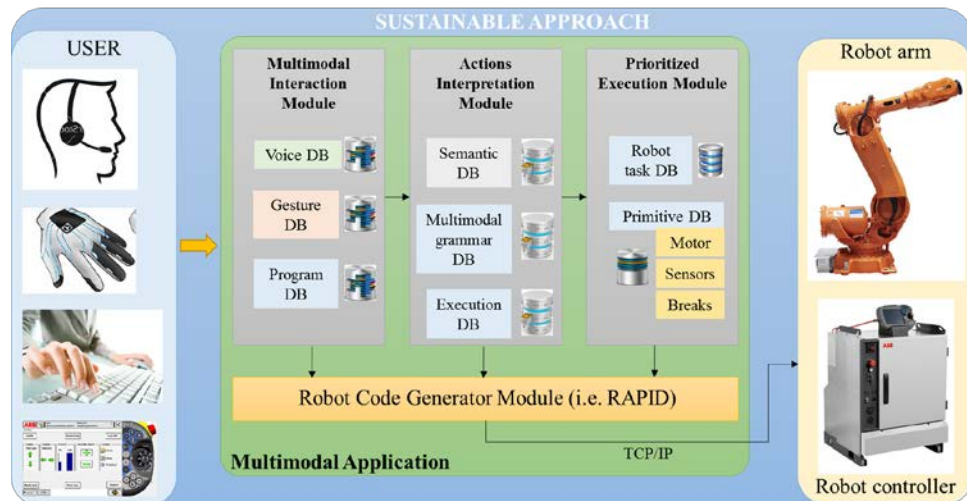 SUSTAINABLE APPROACH
USER
Multimodal
Interaction
Module
Voice DB
Gesture
DB
Program
DB
Actions
Interpretation
Module
Semantic
DB
Multimodal
grammar
DB
Execution
DB
Prioritized
Execution Module
Robot
task DB
Primitive DB
Motor
Sensors
Breaks
Robot Code Generator Module (i.e. RAPID)
Multimodal Application
TCP/IP
Robot arm
Robot controller
ABB
ABB